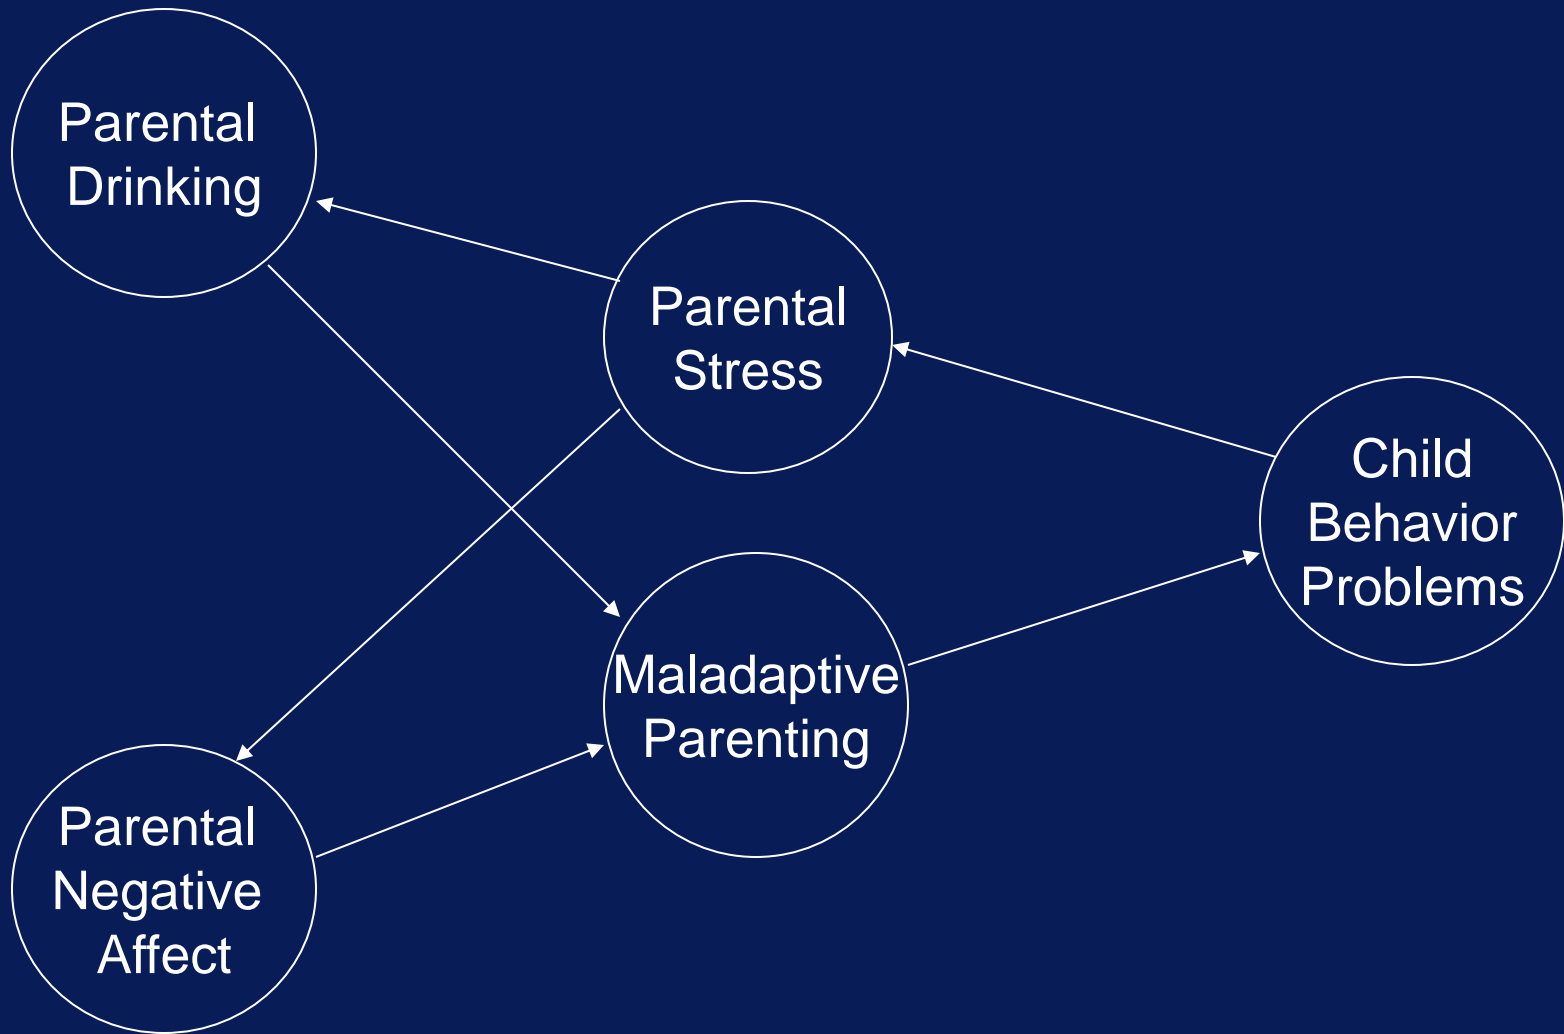 Parental
Drinking
Parental
Stress
Child
Behavior
Problems
Maladaptive
Parenting
Parental
Negative
Affect